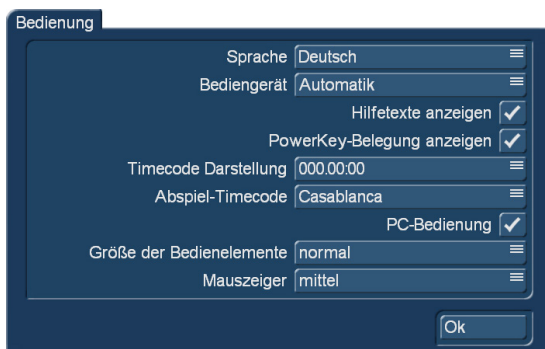 Bedienung
Sprache Deutsch
Bediengerät Automatik
Hilfetexte anzeigen
PowerKey-Belegung anzeigen
Timecode Darstellung 000.00:00
Abspiel-Timecode Casablanca
PC-Bedienung
Größe der Bedienelemente normal
Mauszeiger mittel
Ok